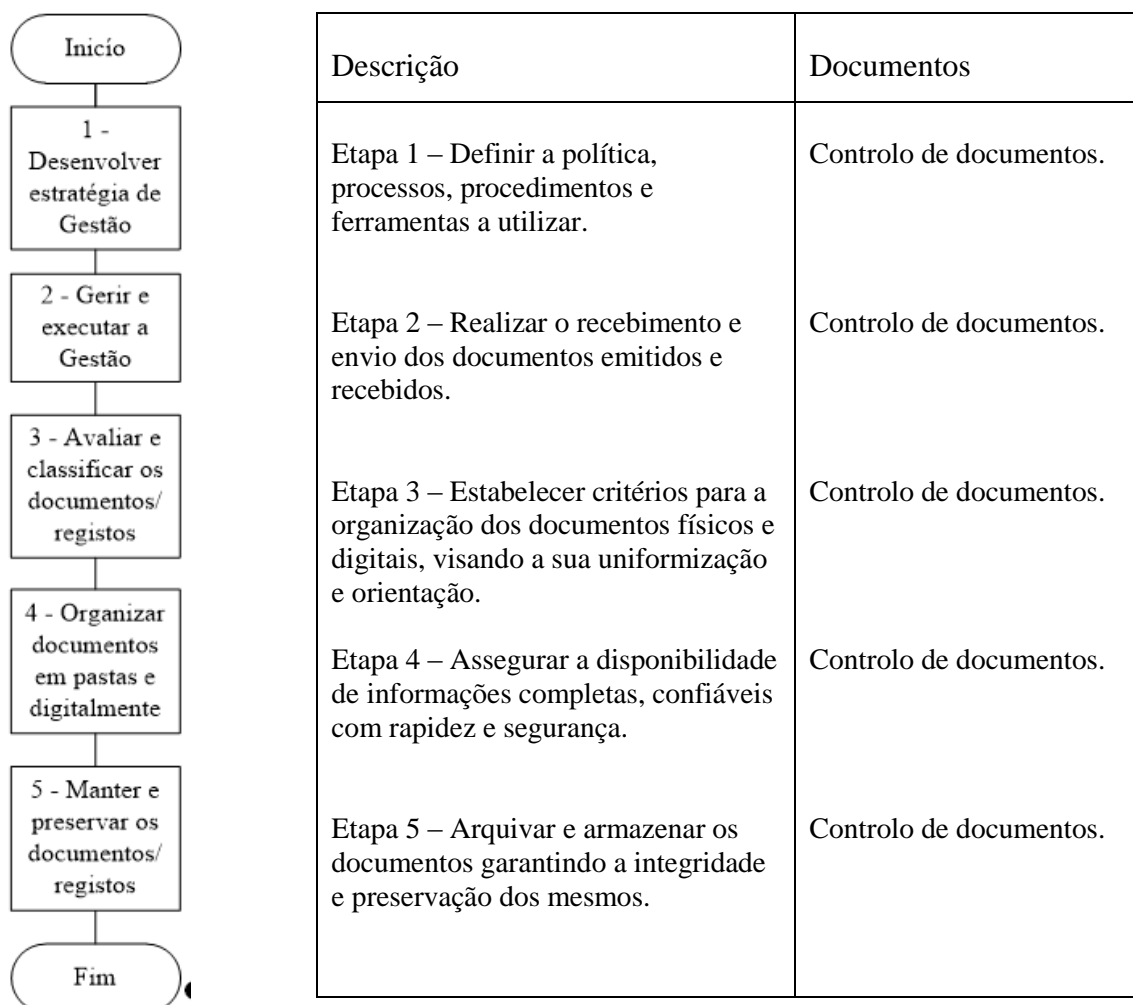 Inicío
1 -
Desenvolver
estratégia de
Gestão
2 - Gerir e
executar a
Gestão
3 - Avaliar e
classificar os
documentos/
registos
4 - Organizar
documentos
em pastas e
digitalmente
5 - Manter e
preservar os
documentos/
registos
Fim
Descrição
Documentos
Etapa 1 – Definir a política,
processos, procedimentos e
ferramentas a utilizar.
Controlo de documentos.
Etapa 2 – Realizar o recebimento e
envio dos documentos emitidos e
recebidos.
Controlo de documentos.
Etapa 3 – Estabelecer critérios para a
organização dos documentos físicos e
digitais, visando a sua uniformização
e orientação.
Controlo de documentos.
Etapa 4 – Assegurar a disponibilidade
de informações completas, confiáveis
com rapidez e segurança.
Controlo de documentos.
Etapa 5 – Arquivar e armazenar os
documentos garantindo a integridade
e preservação dos mesmos.
Controlo de documentos.